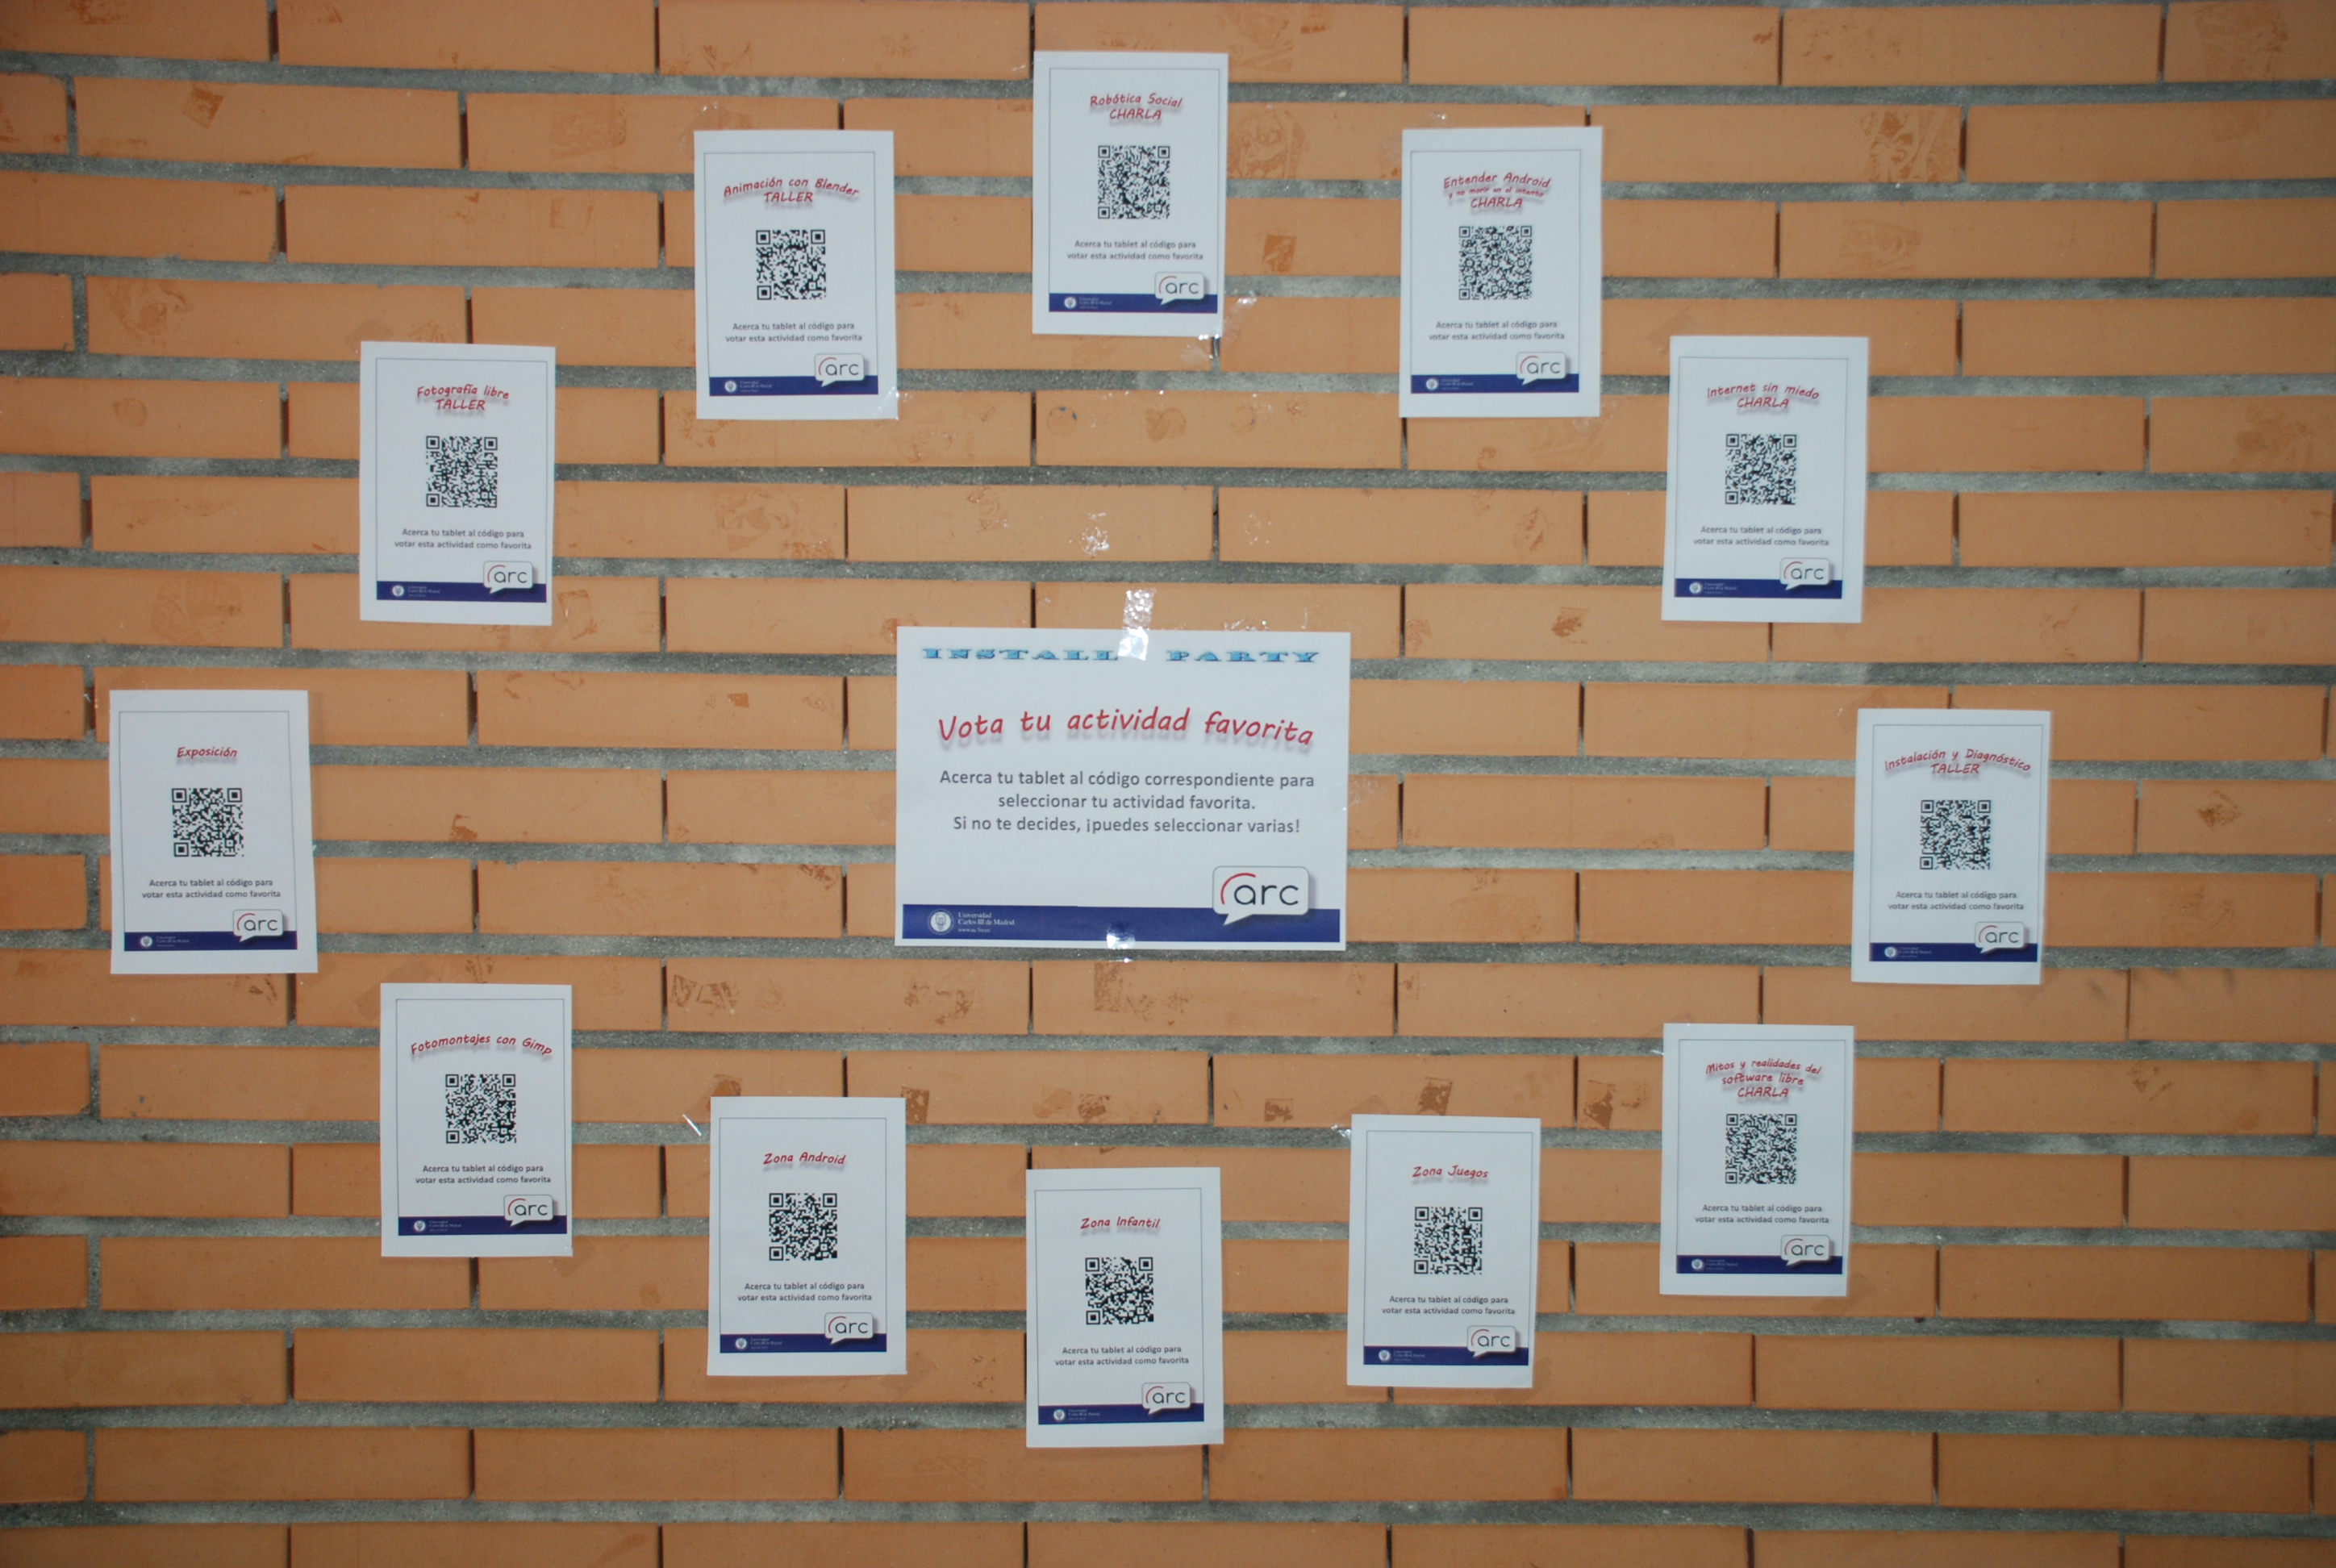 Robótica Social
CHARLA
Acerca tu tablet al código para
votar esta actividad como favorita
arc
Animación con Blender
TALLER
Acerca tu tablet al código para
votar esta actividad como favorita
arc
Entender Android
y no morir en el intento
CHARLA
Acerca tu tablet al código para
votar esta actividad como favorita
arc
Fotografía libre
TALLER
Acerca tu tablet al código para
votar esta actividad como favorita
arc
Internet sin miedo
CHARLA
Acerca tu tablet al código para
votar esta actividad como favorita
arc
INSTALL PARTY
Vota tu actividad favorita
Acerca tu tablet al código correspondiente para
seleccionar tu actividad favorita.
Si no te decides, ¡puedes seleccionar varias!
arc
Universidad
Carlos III de Madrid
Exposición
Acerca tu tablet al código para
votar esta actividad como favorita
arc
Instalación y Diagnóstico
TALLER
Acerca tu tablet al código para
votar esta actividad como favorita
arc
Fotomontajes con Gimp
Acerca tu tablet al código para
votar esta actividad como favorita
arc
Mitos y realidades del
software libre
CHARLA
Acerca tu tablet al código para
votar esta actividad como favorita
arc
Zona Android
Acerca tu tablet al código para
votar esta actividad como favorita
arc
Zona Juegos
Acerca tu tablet al código para
votar esta actividad como favorita
arc
Zona Infantil
Acerca tu tablet al código para
votar esta actividad como favorita
arc